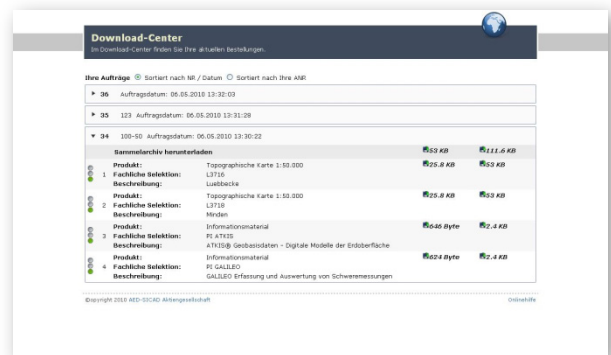 Download-Center
Im Download-Center finden Sie Ihre aktuellen Bestellungen.
Ihre Aufträge Sortiert nach NR / Datum Sortiert nach Ihre ANR
36 Auftragsdatum: 06.05.2010 13:32:03
35 123 Auftragsdatum: 06.05.2010 13:31:28
34 100-50 Auftragsdatum: 06.05.2010 13:30:22
Sammelarchiv herunterladen 53 KB 111.6 KB
Produkt: Topographische Karte 1:50.000 25.8 KB 53 KB
1 Fachliche Selektion: L3716
Beschreibung: Luebbecke
Produkt: Topographische Karte 1:50.000 25.8 KB 53 KB
2 Fachliche Selektion: L3718
Beschreibung: Minden
Produkt: Informationsmaterial 646 Byte 2.4 KB
3 Fachliche Selektion: PI ATKIS
Beschreibung: ATKIS® Geobasisdaten - Digitale Modelle der Erdoberfläche
Produkt: Informationsmaterial 624 Byte 2.4 KB
4 Fachliche Selektion: PI GALILEO
Beschreibung: GALILEO Erfassung und Auswertung von Schweremessungen
Copyright 2010 AED-SICAD Aktiengesellschaft Onlinehilfe